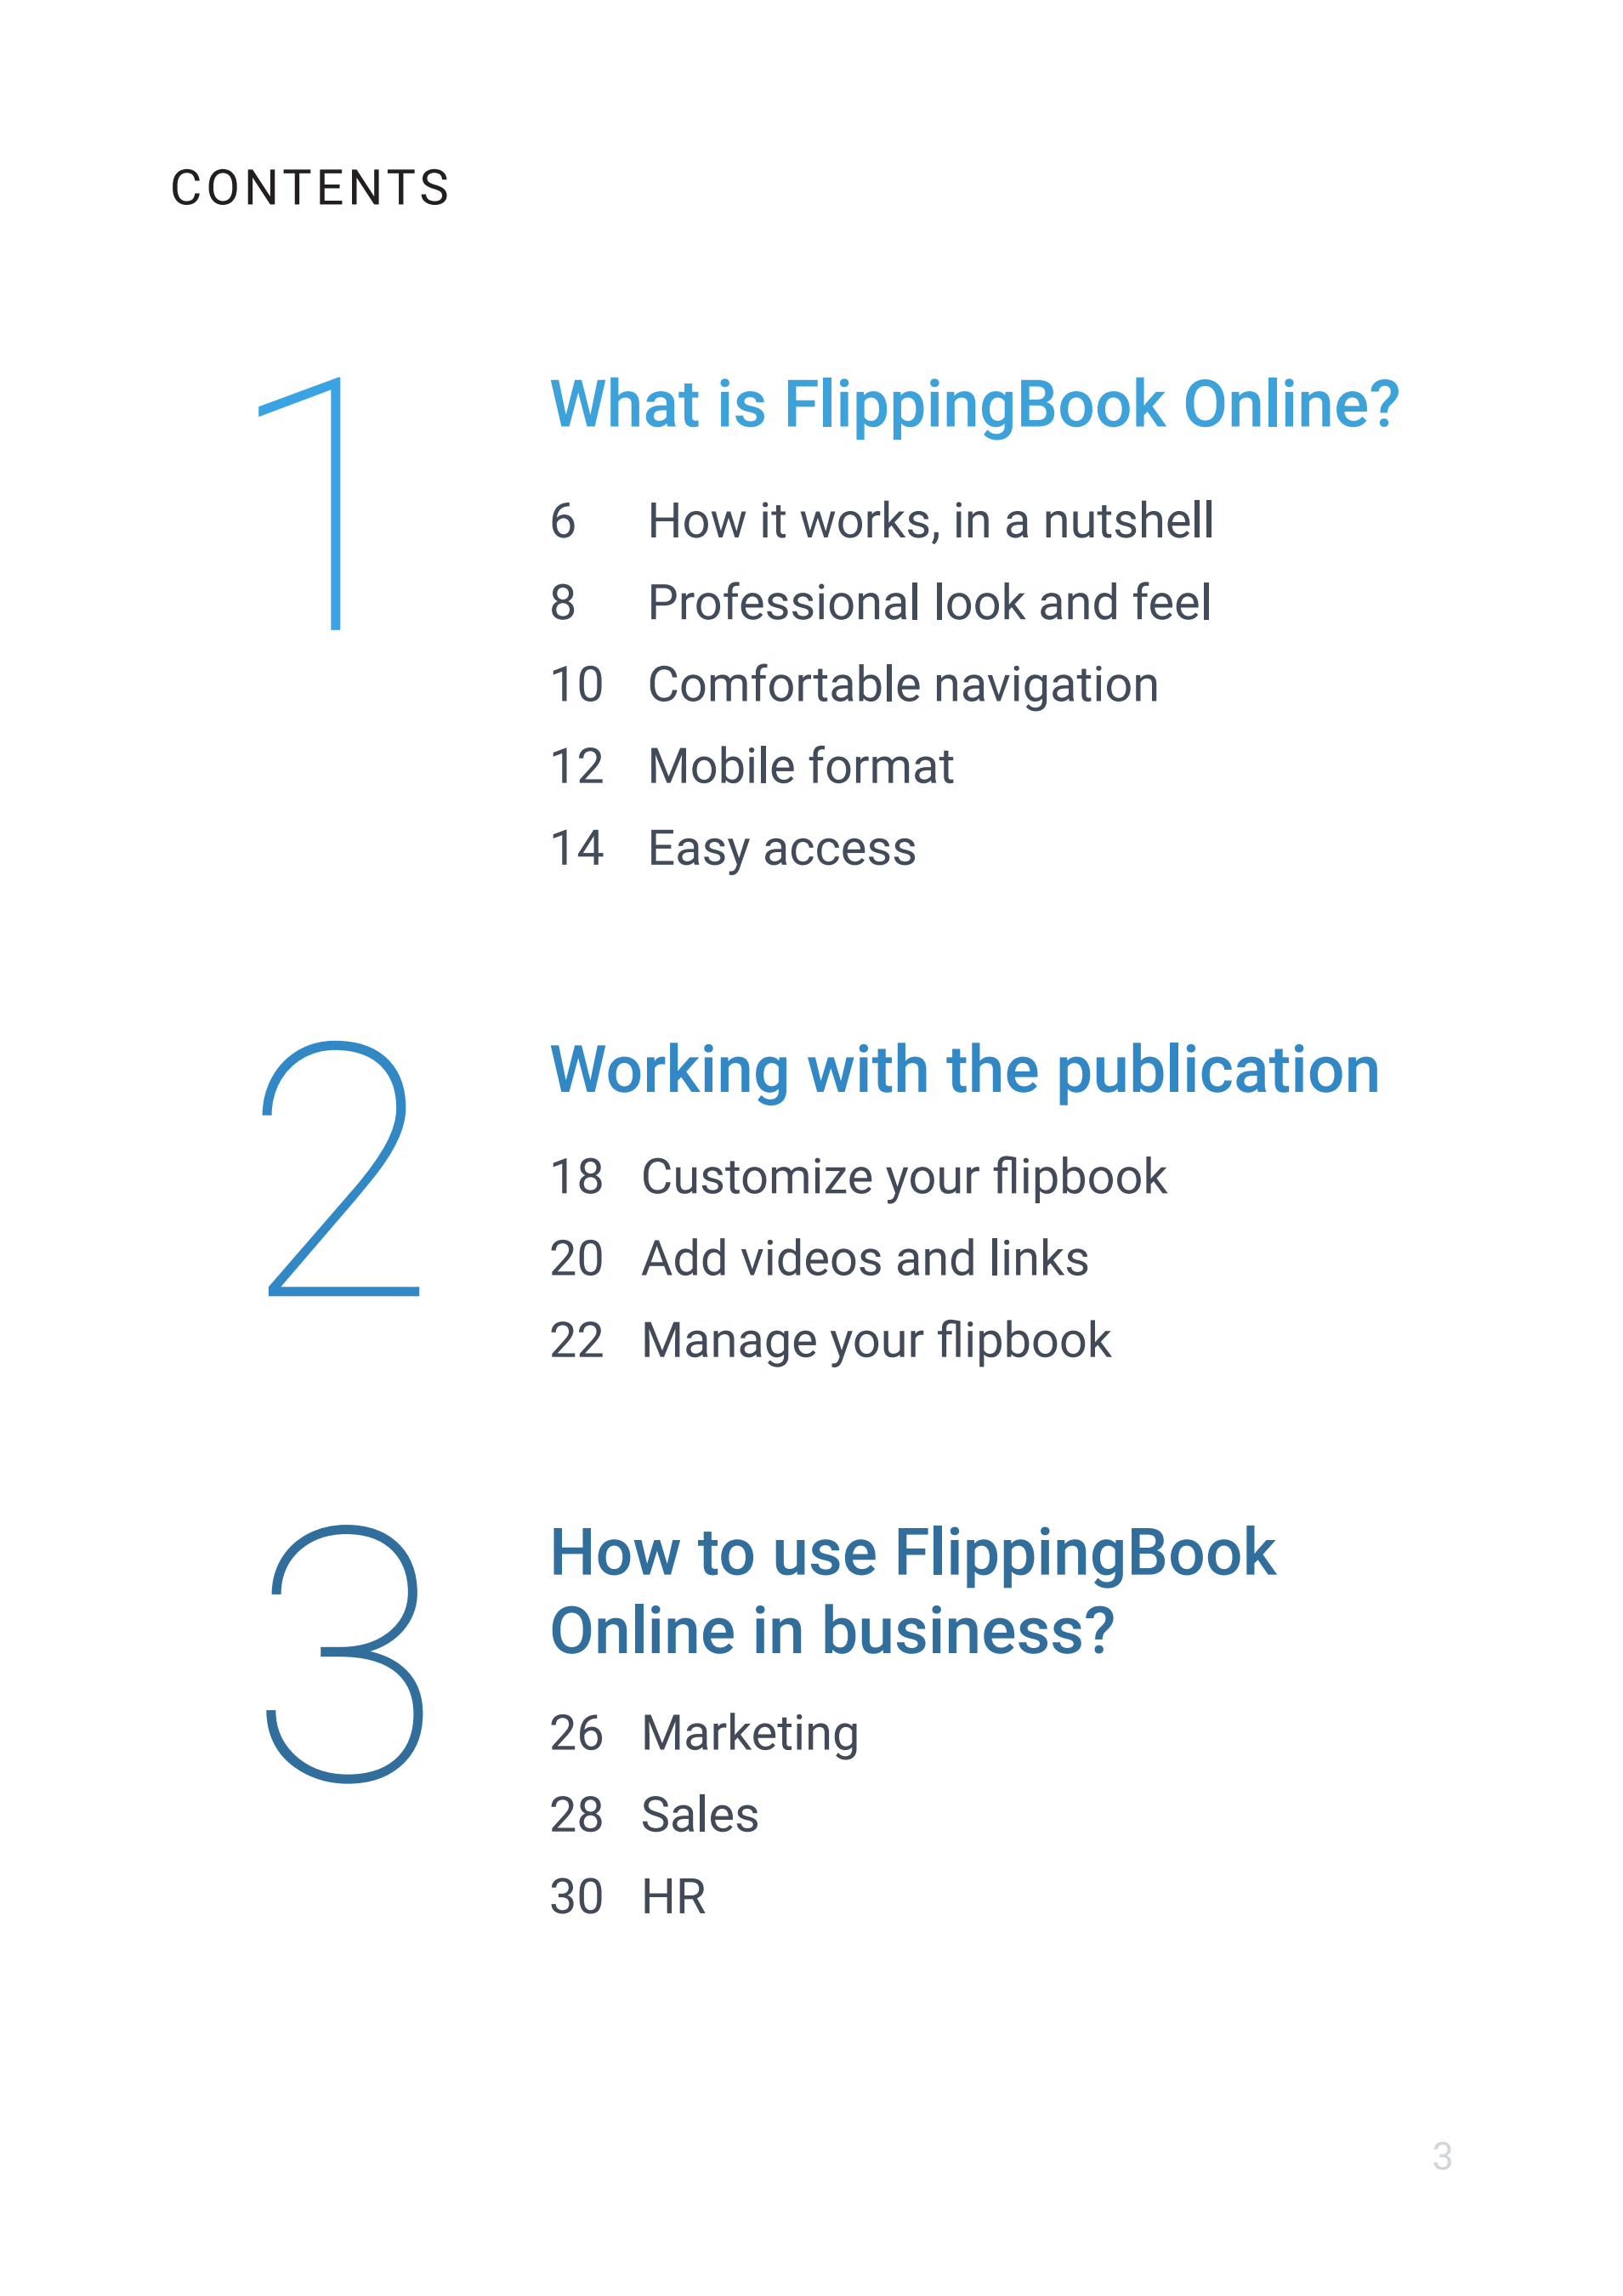 CONTENTS
1
What is FlippingBook Online?
6 How it works, in a nutshell
8 Professional look and feel
10 Comfortable navigation
12 Mobile format
14 Easy access
2
Working with the publication
18 Customize your flipbook
20 Add videos and links
22 Manage your flipbook
3
How to use FlippingBook
Online in business?
26 Marketing
28 Sales
30 HR
3